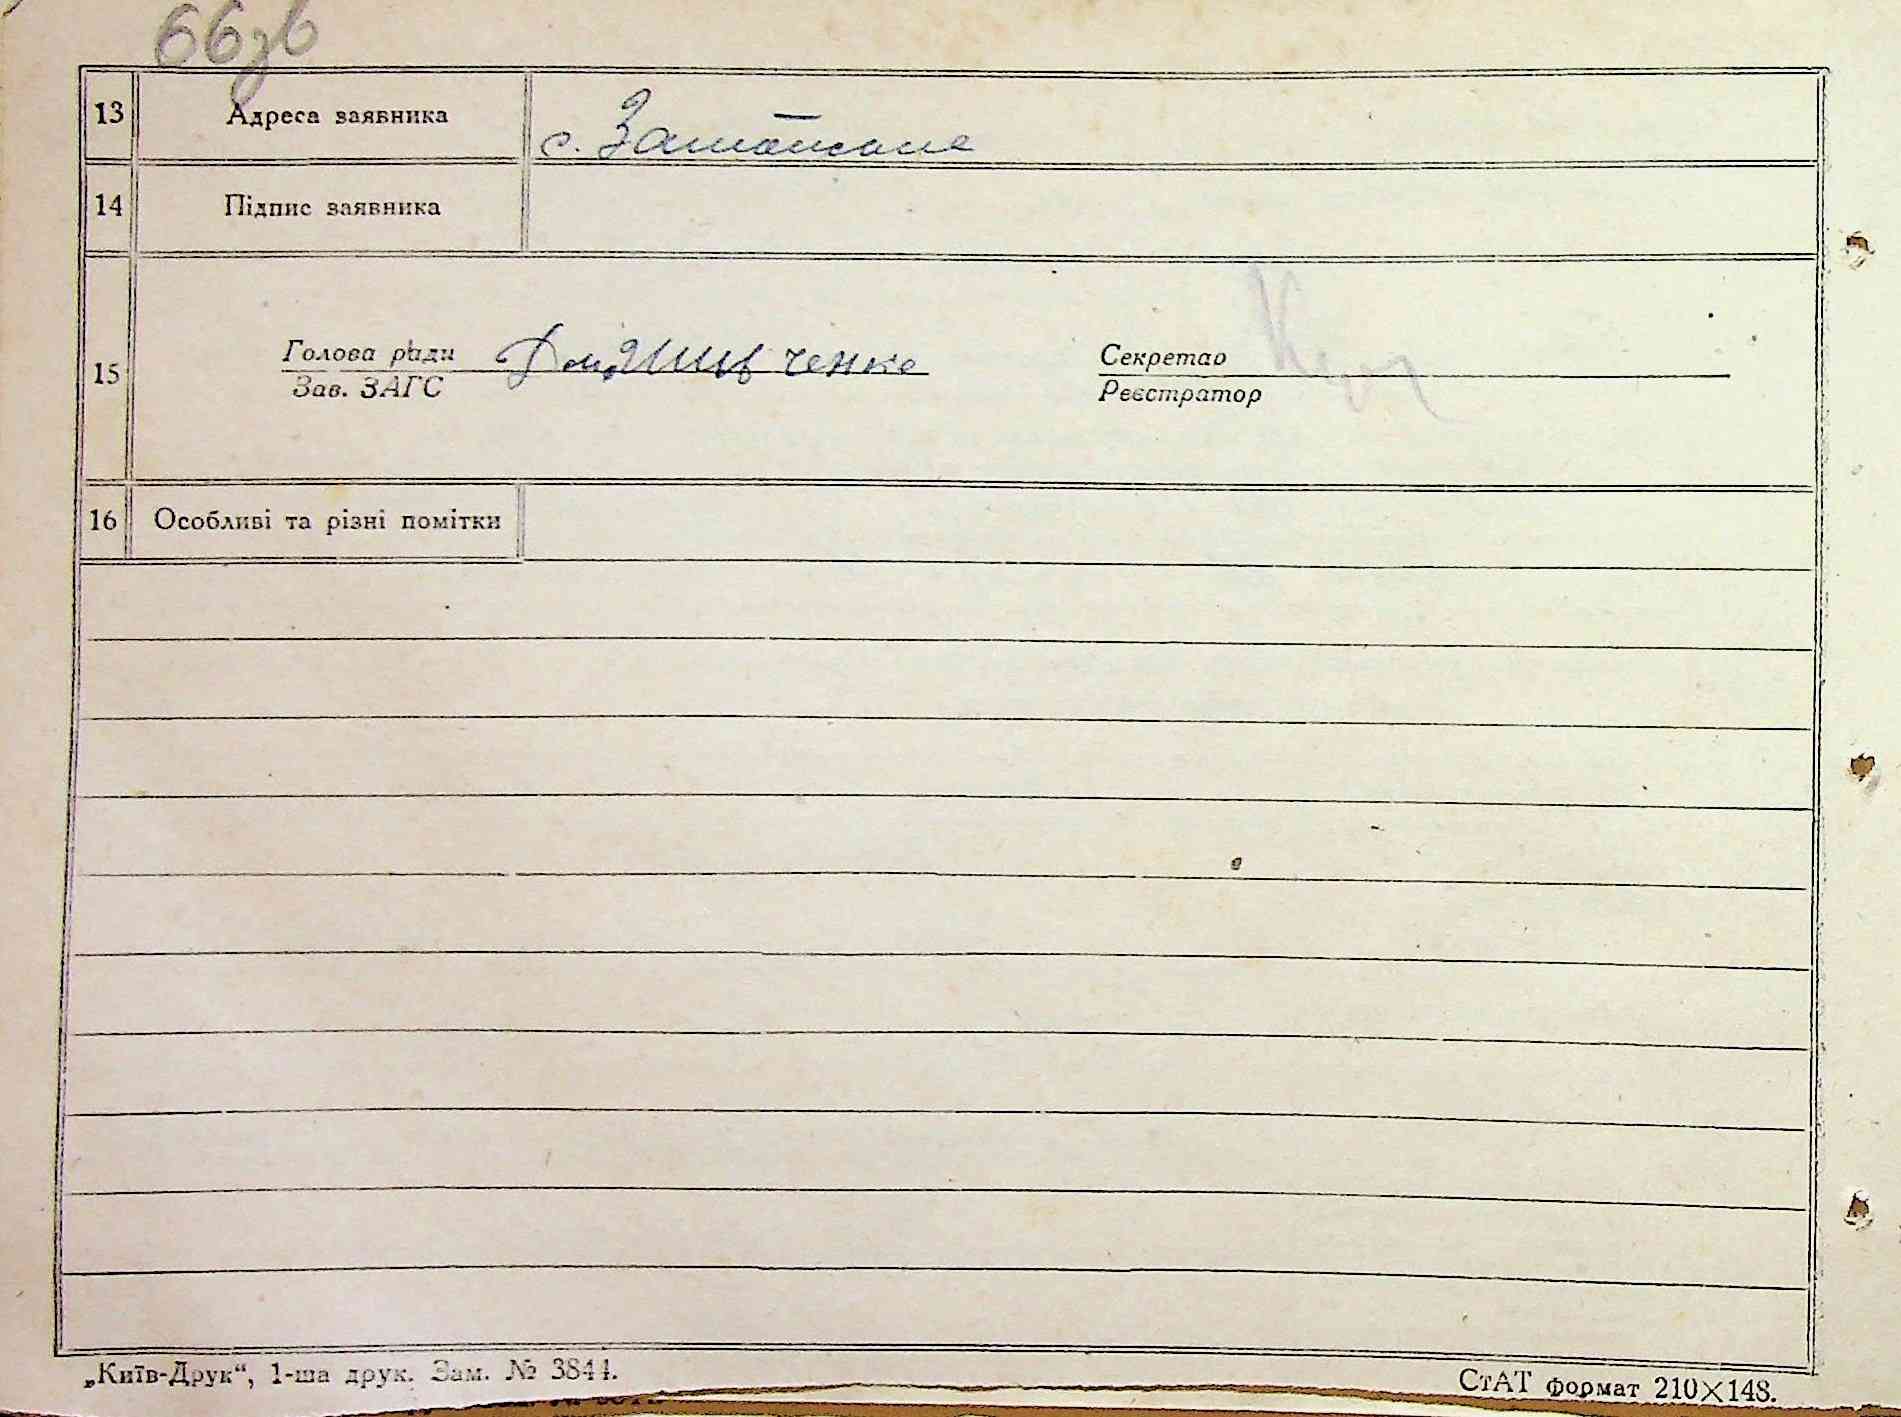 66зв
13 Адреса заявника с.
14 Підпис заявника
15 Голова ради Секретар
Зав. ЗАГС Реєстратор
16 Особливі та різні помітки
„Київ-Друк“, 1-ша друк. Зам. № 3844.
СтАТ формат 210×148.